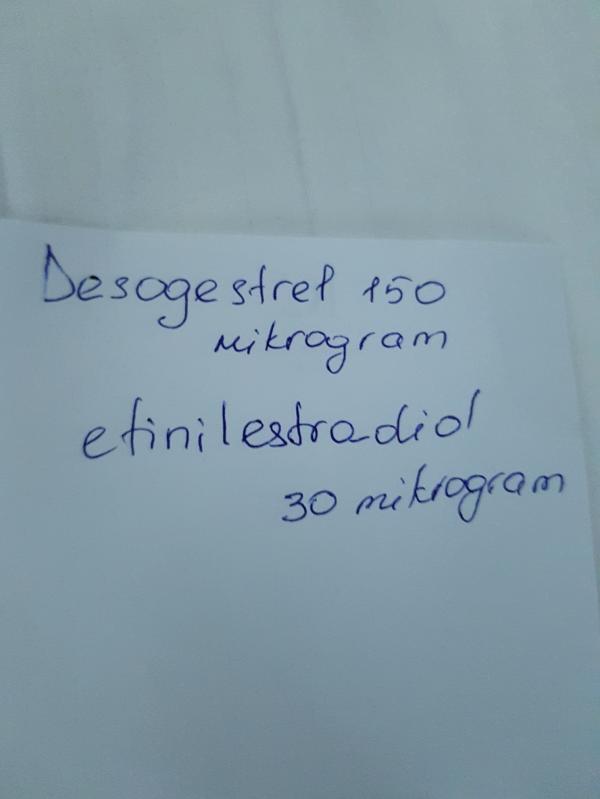 Desogestrel 150
mikrogram
etinilestradiol
30 mikrogram